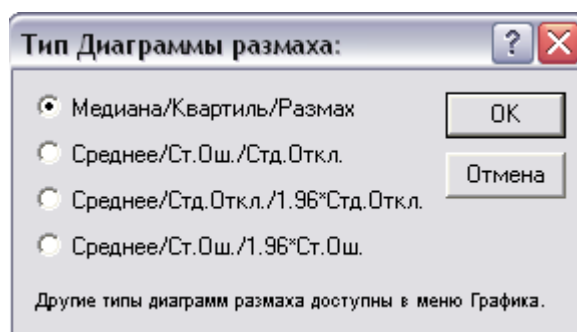 Тип Диаграммы размаха:
?
Медиана/Квартиль/Размах
OK
Среднее/Ст.Ош./Стд.Откл.
Отмена
Среднее/Стд.Откл./1.96*Стд.Откл.
Среднее/Ст.Ош./1.96*Ст.Ош.
Другие типы диаграмм размаха доступны в меню Графика.